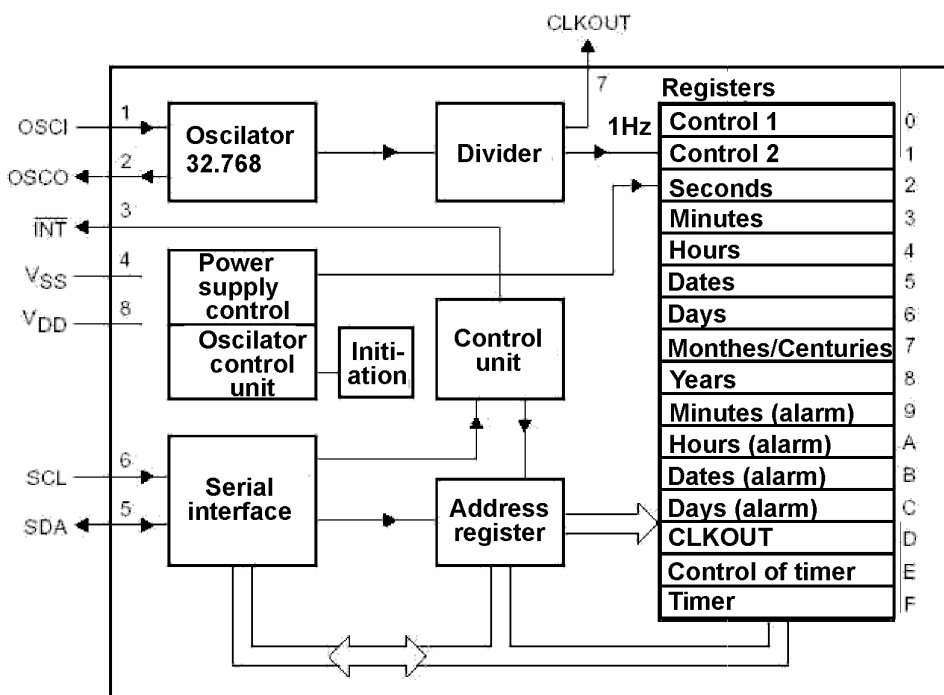 CLKOUT
7
Registers
OSCI
1
Oscilator
32.768
Divider
1Hz
Control 1
0
OSCO
2
Control 2
1
Seconds
2
INT
3
Minutes
3
Hours
4
VSS
4
Power
supply
control
Dates
5
VDD
8
Days
6
Oscilator
control
unit
Initi-
ation
Control
unit
Monthes/Centuries
7
Years
8
Minutes (alarm)
9
Hours (alarm)
A
SCL
6
Serial
interface
Dates (alarm)
B
SDA
5
Address
register
Days (alarm)
C
CLKOUT
D
Control of timer
E
Timer
F